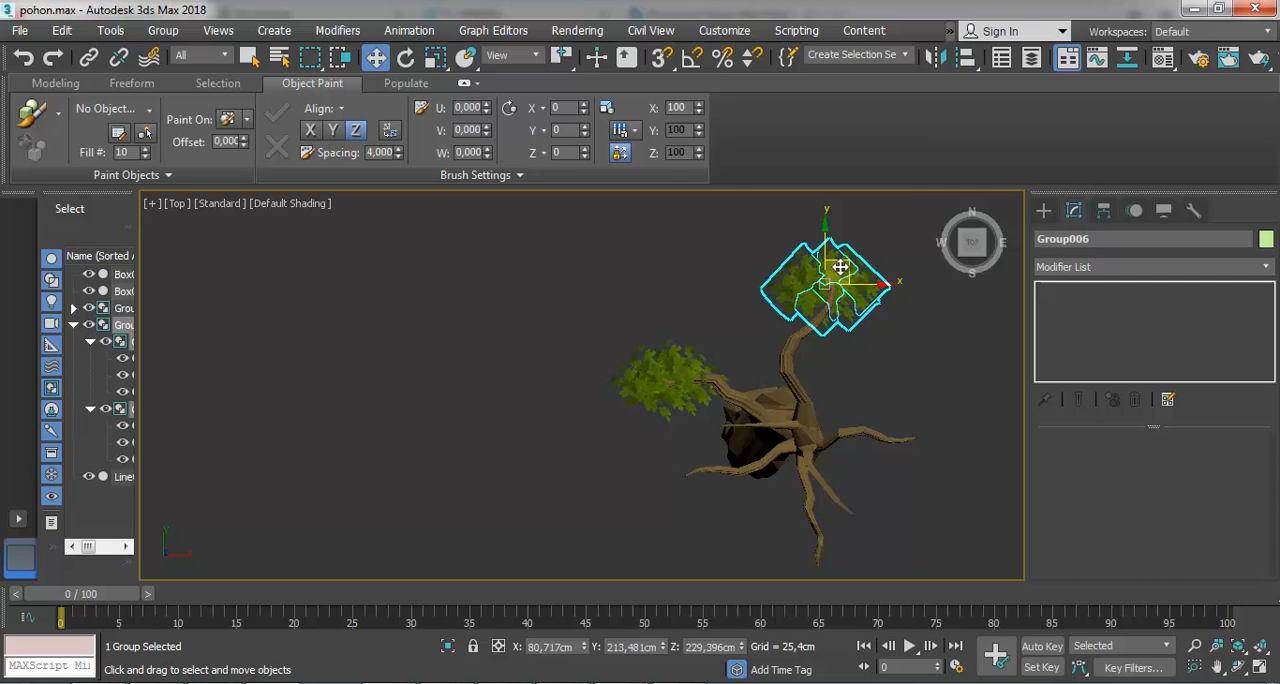 pohon.max - Autodesk 3ds Max 2018
File Edit Tools Group Views Create Modifiers Animation Graph Editors Rendering Civil View Customize Scripting Content » Sign In Workspaces: Default
All View Create Selection Se
Modeling Freeform Selection Object Paint Populate
No Object... Paint On: Align: U: 0,000 X 0 X: 100
X Y Z V: 0,000 Y 0 Y: 100
Offset: 0,000
Fill #: 10 Spacing: 4,000 W: 0,000 Z 0 Z: 100
Paint Objects Brush Settings
Select
Name (Sorted A
Box0
Box0
Grou
Grou
Line0
[+] [Top] [Standard] [Default Shading]
N
W TOP E
S
y
x
Group006
Modifier List
0 / 100
0 5 10 15 20 25 30 35 40 45 50 55 60 65 70 75 80 85 90 95 100
MAXScript Mi:
1 Group Selected
Click and drag to select and move objects
X: 80,717cm Y: 213,481cm Z: 229,396cm Grid = 25,4cm
Add Time Tag
0
Auto Key Selected
Set Key Key Filters...